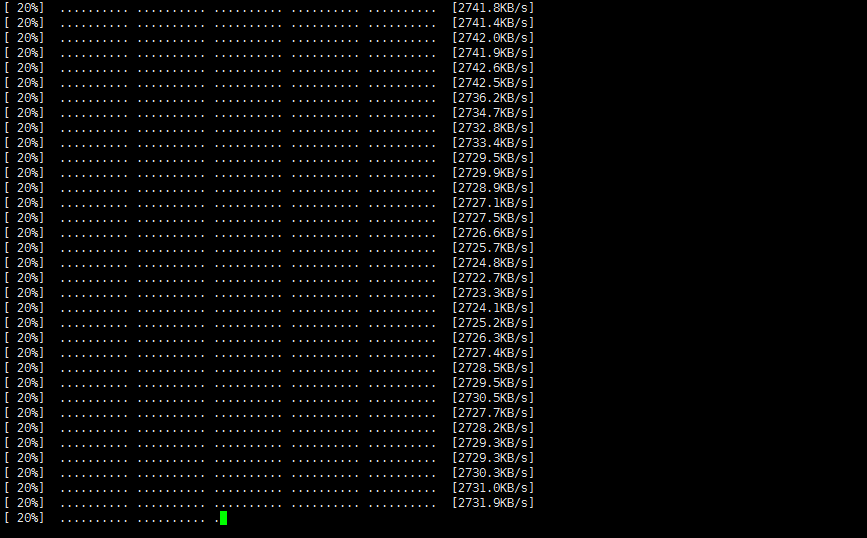 [ 20%]  .......... .......... .......... .......... ..........  [2741.8KB/s]
[ 20%]  .......... .......... .......... .......... ..........  [2741.4KB/s]
[ 20%]  .......... .......... .......... .......... ..........  [2742.0KB/s]
[ 20%]  .......... .......... .......... .......... ..........  [2741.9KB/s]
[ 20%]  .......... .......... .......... .......... ..........  [2742.6KB/s]
[ 20%]  .......... .......... .......... .......... ..........  [2742.5KB/s]
[ 20%]  .......... .......... .......... .......... ..........  [2736.2KB/s]
[ 20%]  .......... .......... .......... .......... ..........  [2734.7KB/s]
[ 20%]  .......... .......... .......... .......... ..........  [2732.8KB/s]
[ 20%]  .......... .......... .......... .......... ..........  [2733.4KB/s]
[ 20%]  .......... .......... .......... .......... ..........  [2729.5KB/s]
[ 20%]  .......... .......... .......... .......... ..........  [2729.9KB/s]
[ 20%]  .......... .......... .......... .......... ..........  [2728.9KB/s]
[ 20%]  .......... .......... .......... .......... ..........  [2727.1KB/s]
[ 20%]  .......... .......... .......... .......... ..........  [2727.5KB/s]
[ 20%]  .......... .......... .......... .......... ..........  [2726.6KB/s]
[ 20%]  .......... .......... .......... .......... ..........  [2725.7KB/s]
[ 20%]  .......... .......... .......... .......... ..........  [2724.8KB/s]
[ 20%]  .......... .......... .......... .......... ..........  [2722.7KB/s]
[ 20%]  .......... .......... .......... .......... ..........  [2723.3KB/s]
[ 20%]  .......... .......... .......... .......... ..........  [2724.1KB/s]
[ 20%]  .......... .......... .......... .......... ..........  [2725.2KB/s]
[ 20%]  .......... .......... .......... .......... ..........  [2726.3KB/s]
[ 20%]  .......... .......... .......... .......... ..........  [2727.4KB/s]
[ 20%]  .......... .......... .......... .......... ..........  [2728.5KB/s]
[ 20%]  .......... .......... .......... .......... ..........  [2729.5KB/s]
[ 20%]  .......... .......... .......... .......... ..........  [2730.5KB/s]
[ 20%]  .......... .......... .......... .......... ..........  [2727.7KB/s]
[ 20%]  .......... .......... .......... .......... ..........  [2728.2KB/s]
[ 20%]  .......... .......... .......... .......... ..........  [2729.3KB/s]
[ 20%]  .......... .......... .......... .......... ..........  [2729.3KB/s]
[ 20%]  .......... .......... .......... .......... ..........  [2730.3KB/s]
[ 20%]  .......... .......... .......... .......... ..........  [2731.0KB/s]
[ 20%]  .......... .......... .......... .......... ..........  [2731.9KB/s]
[ 20%]  .......... .......... .